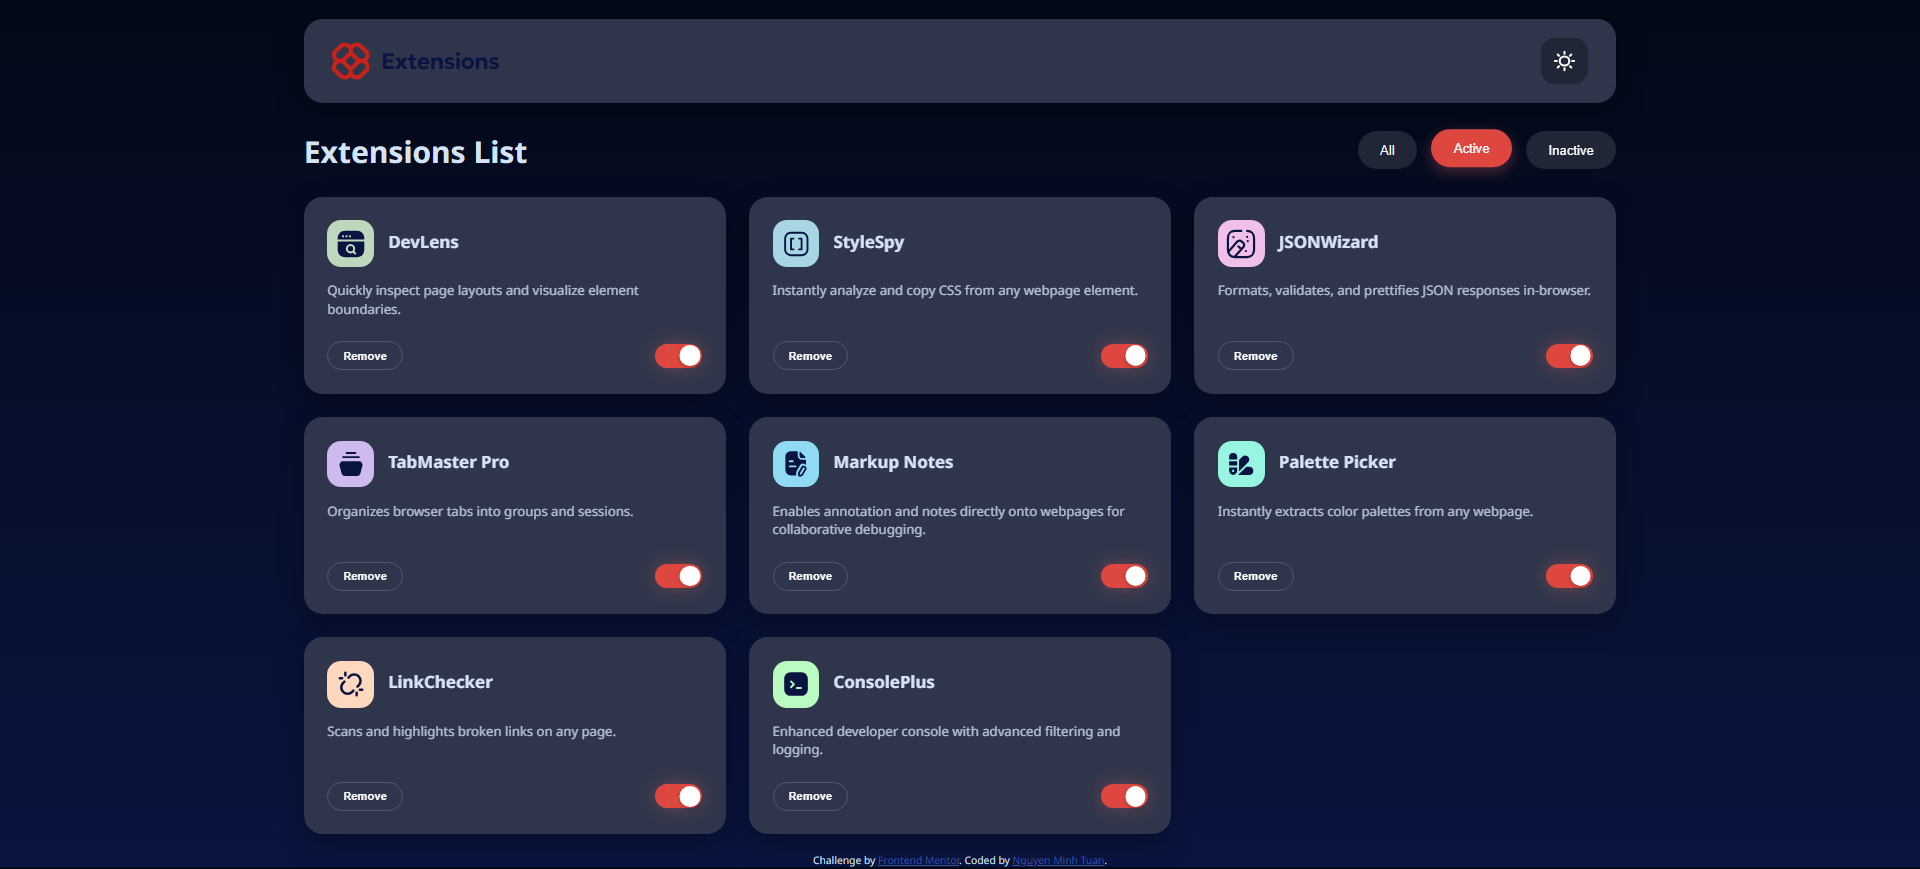 Extensions
Extensions List
All
Active
Inactive
DevLens
Quickly inspect page layouts and visualize element
boundaries.
Remove
StyleSpy
Instantly analyze and copy CSS from any webpage element.
Remove
JSONWizard
Formats, validates, and prettifies JSON responses in-browser.
Remove
TabMaster Pro
Organizes browser tabs into groups and sessions.
Remove
Markup Notes
Enables annotation and notes directly onto webpages for
collaborative debugging.
Remove
Palette Picker
Instantly extracts color palettes from any webpage.
Remove
LinkChecker
Scans and highlights broken links on any page.
Remove
ConsolePlus
Enhanced developer console with advanced filtering and
logging.
Remove
Challenge by Frontend Mentor. Coded by Nguyen Minh Tuan.